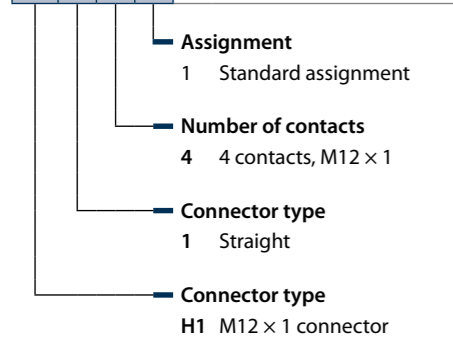 Assignment
1 Standard assignment
Number of contacts
4 4 contacts, M12 × 1
Connector type
1 Straight
Connector type
H1 M12 × 1 connector